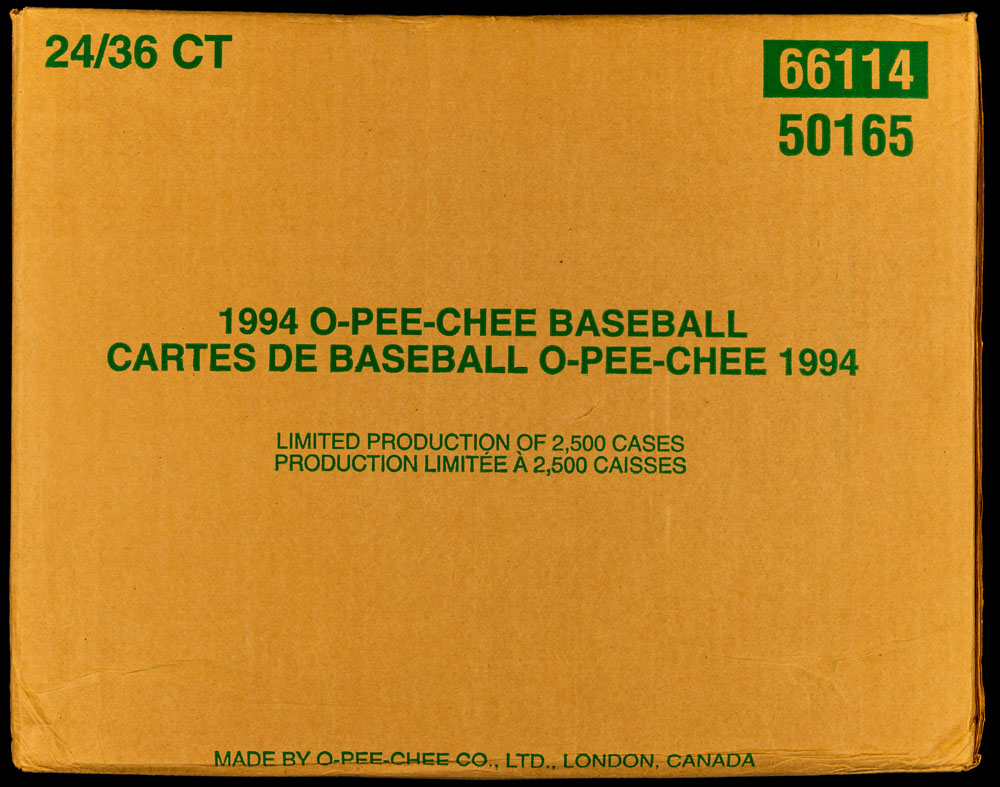 24/36 CT
66114
50165
1994 O-PEE-CHEE BASEBALL
CARTES DE BASEBALL O-PEE-CHEE 1994
LIMITED PRODUCTION OF 2,500 CASES
PRODUCTION LIMITÉE À 2,500 CAISSES
MADE BY O-PEE-CHEE CO., LTD., LONDON, CANADA